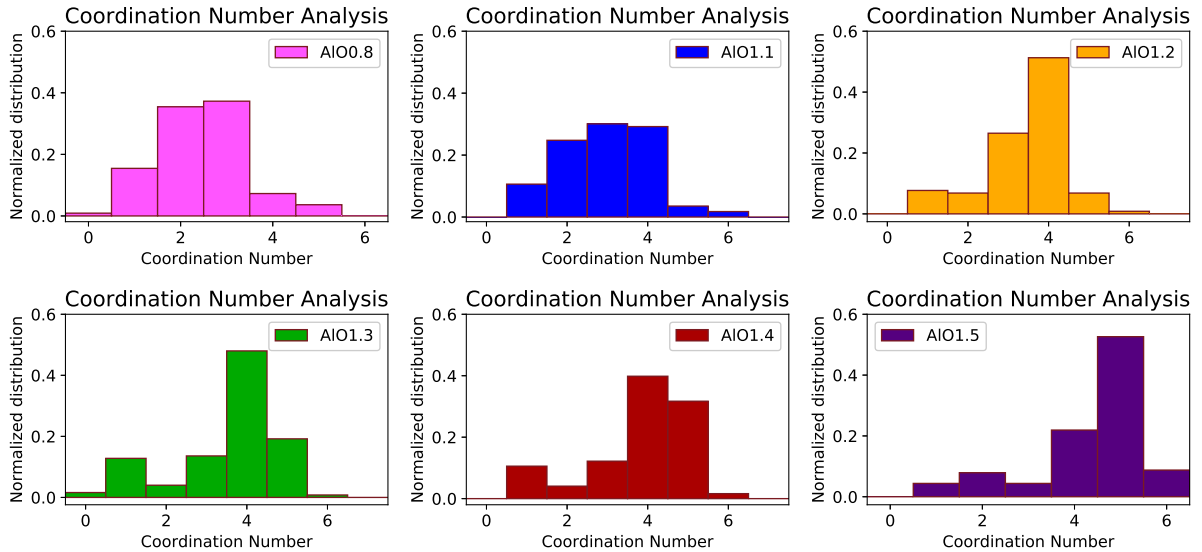 Coordination Number Analysis
Normalized distribution
0.6
0.4
0.2
0.0
AlO0.8
0 2 4 6
Coordination Number
Coordination Number Analysis
Normalized distribution
0.6
0.4
0.2
0.0
AlO1.1
0 2 4 6
Coordination Number
Coordination Number Analysis
Normalized distribution
0.6
0.4
0.2
0.0
AlO1.2
0 2 4 6
Coordination Number
Coordination Number Analysis
Normalized distribution
0.6
0.4
0.2
0.0
AlO1.3
0 2 4 6
Coordination Number
Coordination Number Analysis
Normalized distribution
0.6
0.4
0.2
0.0
AlO1.4
0 2 4 6
Coordination Number
Coordination Number Analysis
Normalized distribution
0.6
0.4
0.2
0.0
AlO1.5
0 2 4 6
Coordination Number